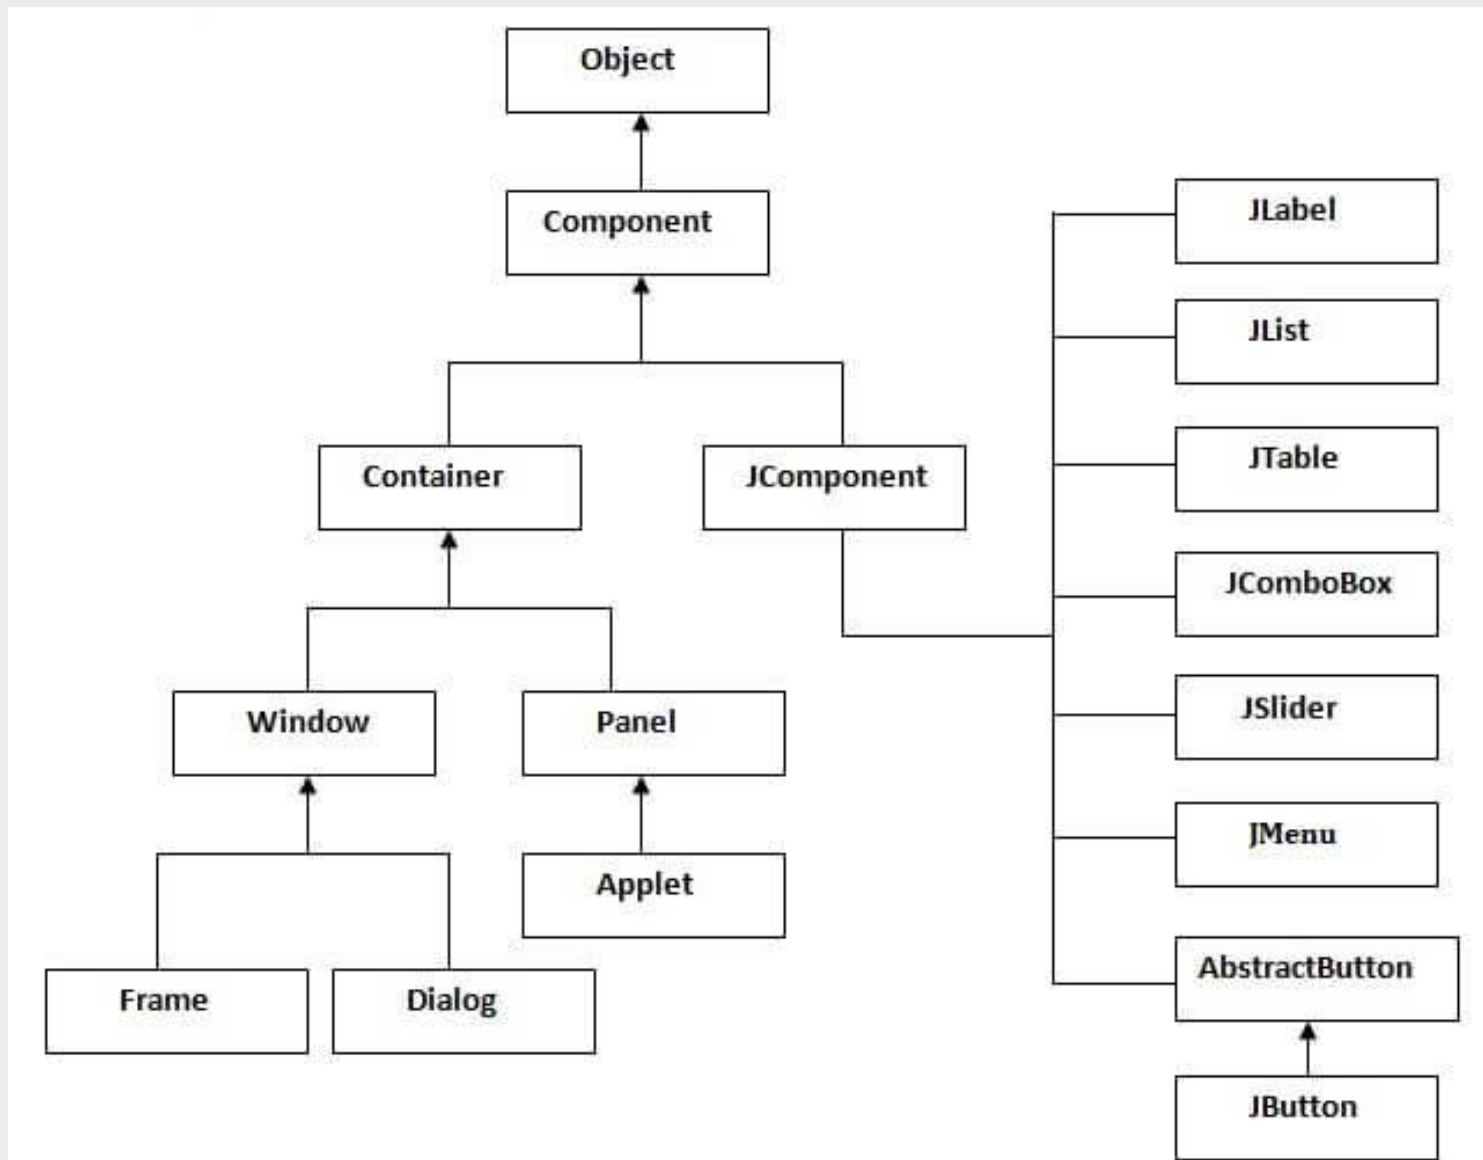 Object
Component
Container
JComponent
Window
Panel
Applet
Frame
Dialog
JLabel
JList
JTable
JComboBox
JSlider
JMenu
AbstractButton
JButton